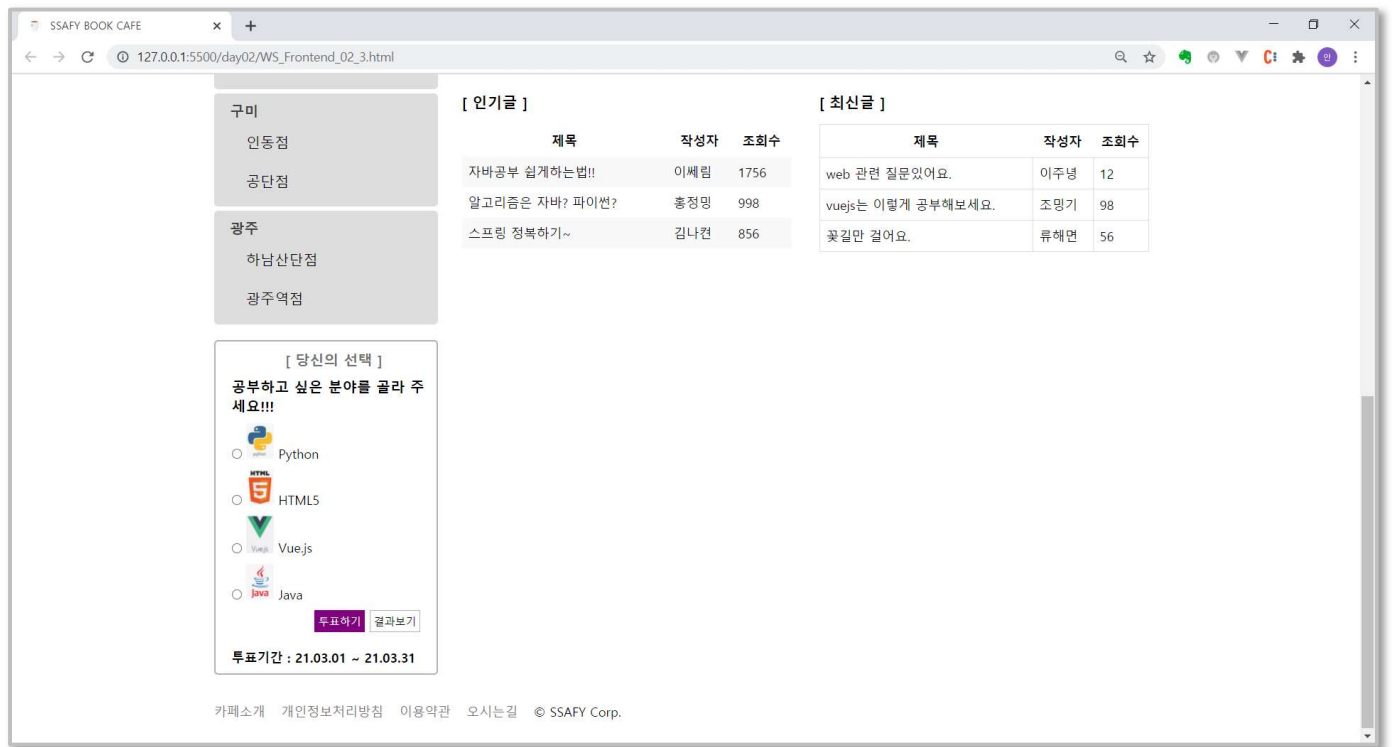 SSAFY BOOK CAFE
127.0.0.1:5500/day02/WS_Frontend_02_3.html
안
구미
인동점
공단점
광주
하남산단점
광주역점
[ 당신의 선택 ]
공부하고 싶은 분야를 골라 주
세요!!!
python
Python
HTML
5
HTML5
Vuejs
Vue.js
Java
Java
투표하기 결과보기
투표기간 : 21.03.01 ~ 21.03.31
[ 인기글 ]
제목 작성자 조회수
자바공부 쉽게하는법!! 이쎄림 1756
알고리즘은 자바? 파이썬? 홍정밍 998
스프링 정복하기~ 김나켠 856
[ 최신글 ]
제목 작성자 조회수
web 관련 질문있어요. 이주녕 12
vuejs는 이렇게 공부해보세요. 조밍기 98
꽃길만 걸어요. 류해면 56
카페소개 개인정보처리방침 이용약관 오시는길 © SSAFY Corp.